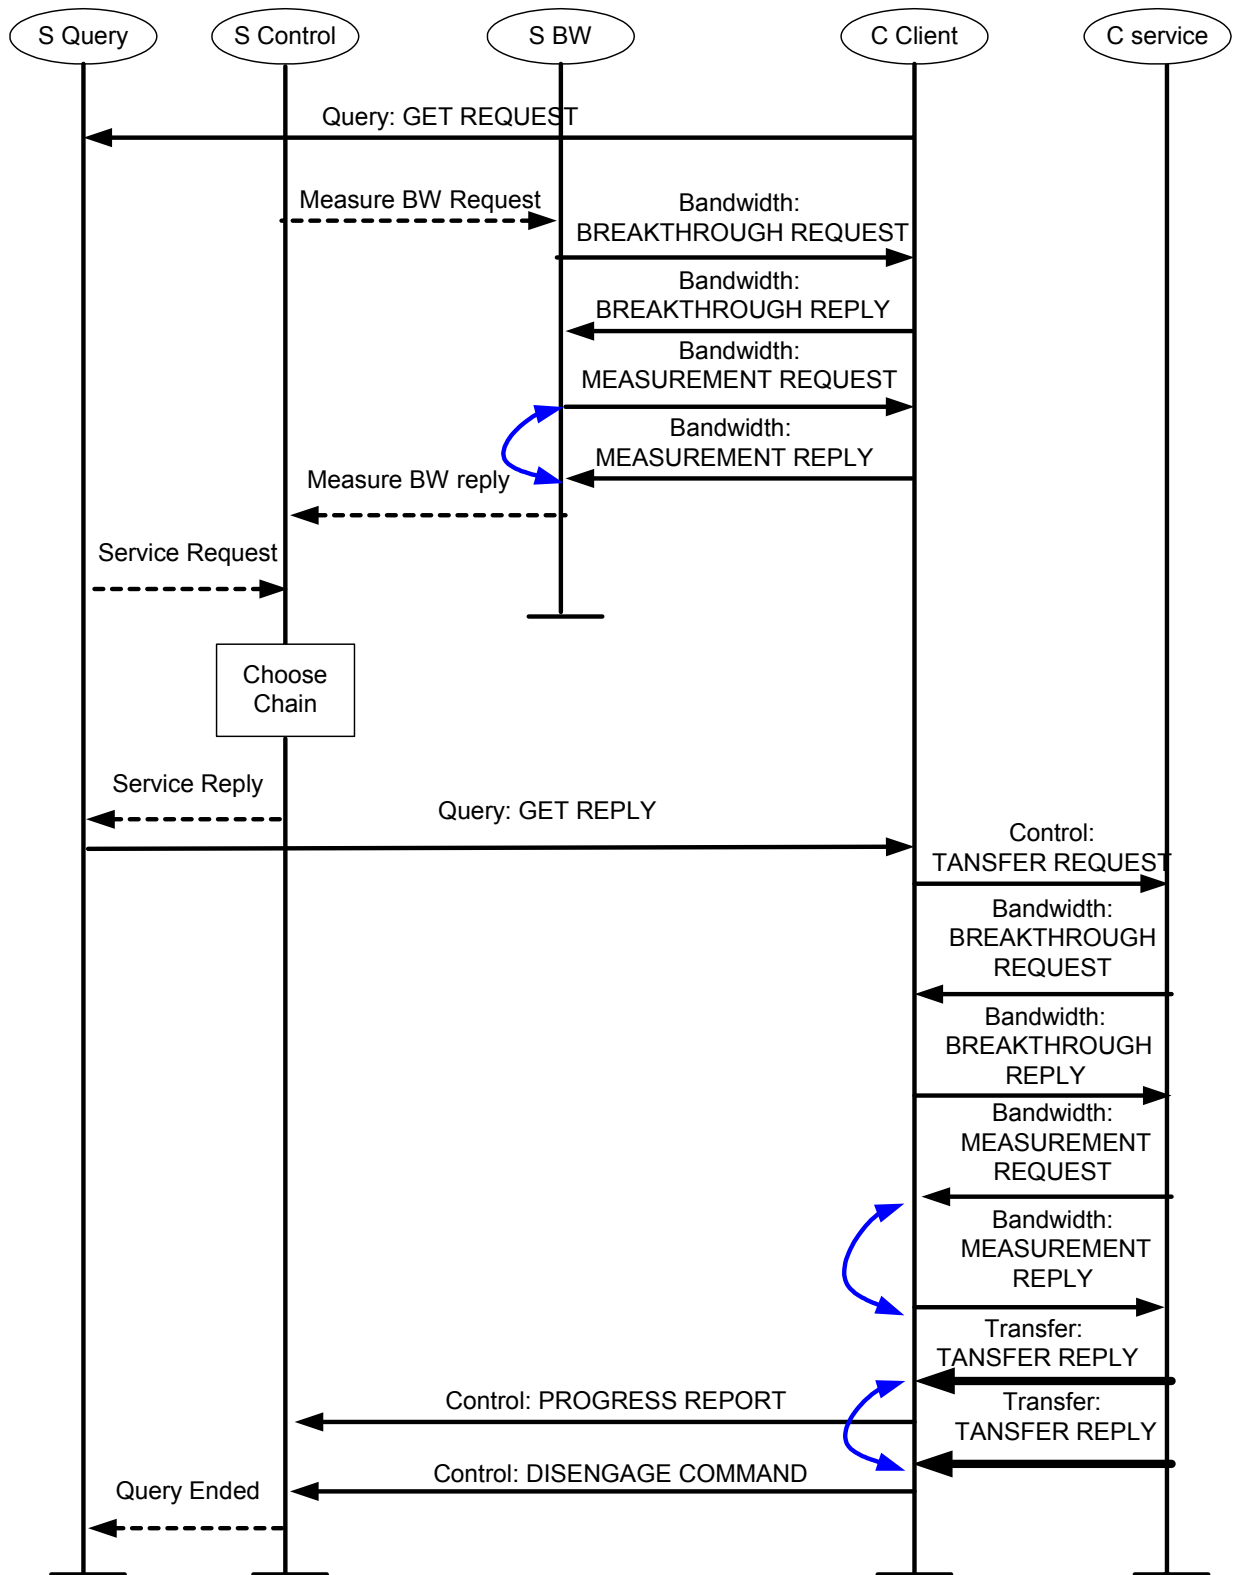 S Query
S Control
S BW
C Client
C service
Query: GET REQUEST
Measure BW Request
Bandwidth:
BREAKTHROUGH REQUEST
Bandwidth:
BREAKTHROUGH REPLY
Bandwidth:
MEASUREMENT REQUEST
Bandwidth:
MEASUREMENT REPLY
Measure BW reply
Service Request
Choose
Chain
Service Reply
Query: GET REPLY
Control:
TANSFER REQUEST
Bandwidth:
BREAKTHROUGH
REQUEST
Bandwidth:
BREAKTHROUGH
REPLY
Bandwidth:
MEASUREMENT
REQUEST
Bandwidth:
MEASUREMENT
REPLY
Transfer:
TANSFER REPLY
Control: PROGRESS REPORT
Transfer:
TANSFER REPLY
Control: DISENGAGE COMMAND
Query Ended